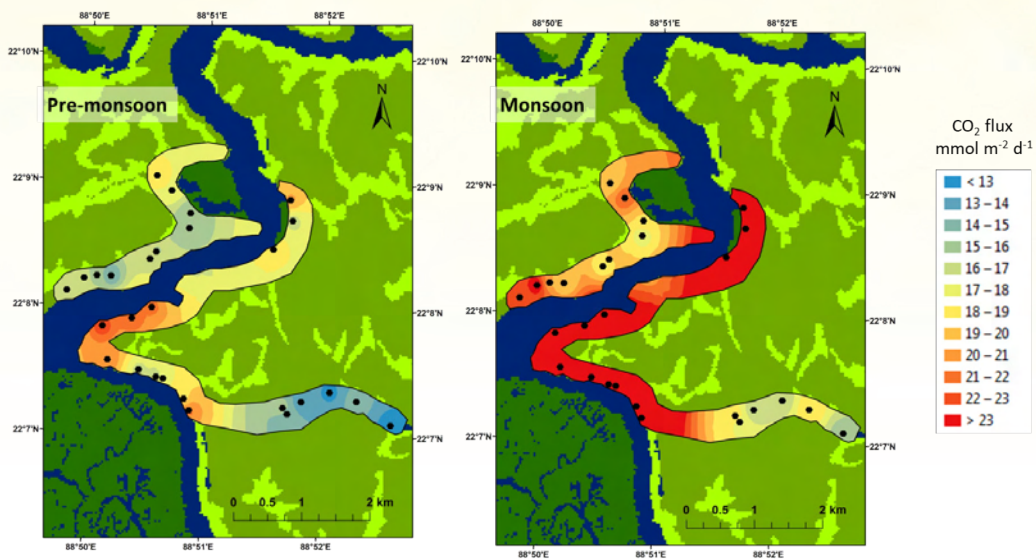 88°50'E 88°51'E 88°52'E
22°10'N
22°10'N
Pre-monsoon
N
22°9'N
22°9'N
22°8'N
22°8'N
22°7'N
22°7'N
0 0.5 1 2 km
88°50'E 88°51'E 88°52'E
88°50'E 88°51'E 88°52'E
22°10'N
22°10'N
Monsoon
N
22°9'N
22°9'N
22°8'N
22°8'N
22°7'N
22°7'N
0 0.5 1 2 km
88°50'E 88°51'E 88°52'E
CO₂ flux
mmol m⁻² d⁻¹
< 13
13 – 14
14 – 15
15 – 16
16 – 17
17 – 18
18 – 19
19 – 20
20 – 21
21 – 22
22 – 23
> 23